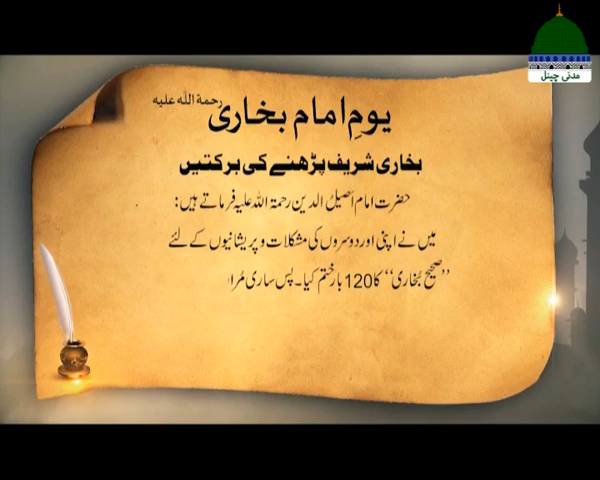 مدنی چینل
یومِ امام بخاری رحمۃ اللہ علیہ
بخاری شریف پڑھنے کی برکتیں
حضرت امام اَصیلُ الدین رحمۃ اللہ علیہ فرماتے ہیں:
میں نے اپنی اور دوسروں کی مشکلات و پریشانیوں کے لئے
”صحیح بُخاری“ کا 120 بار ختم کیا۔ پس ساری مُرا